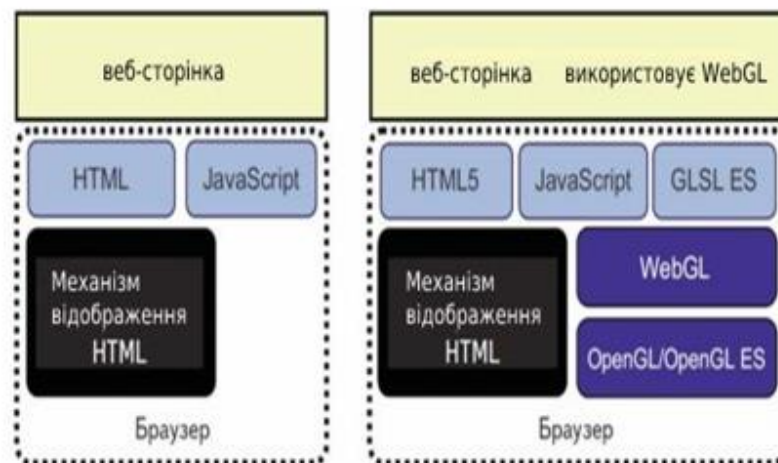 веб-сторінка
HTML
JavaScript
Механізм
відображення
HTML
Браузер
веб-сторінка використовує WebGL
HTML5
JavaScript
GLSL ES
Механізм
відображення
HTML
WebGL
OpenGL/OpenGL ES
Браузер